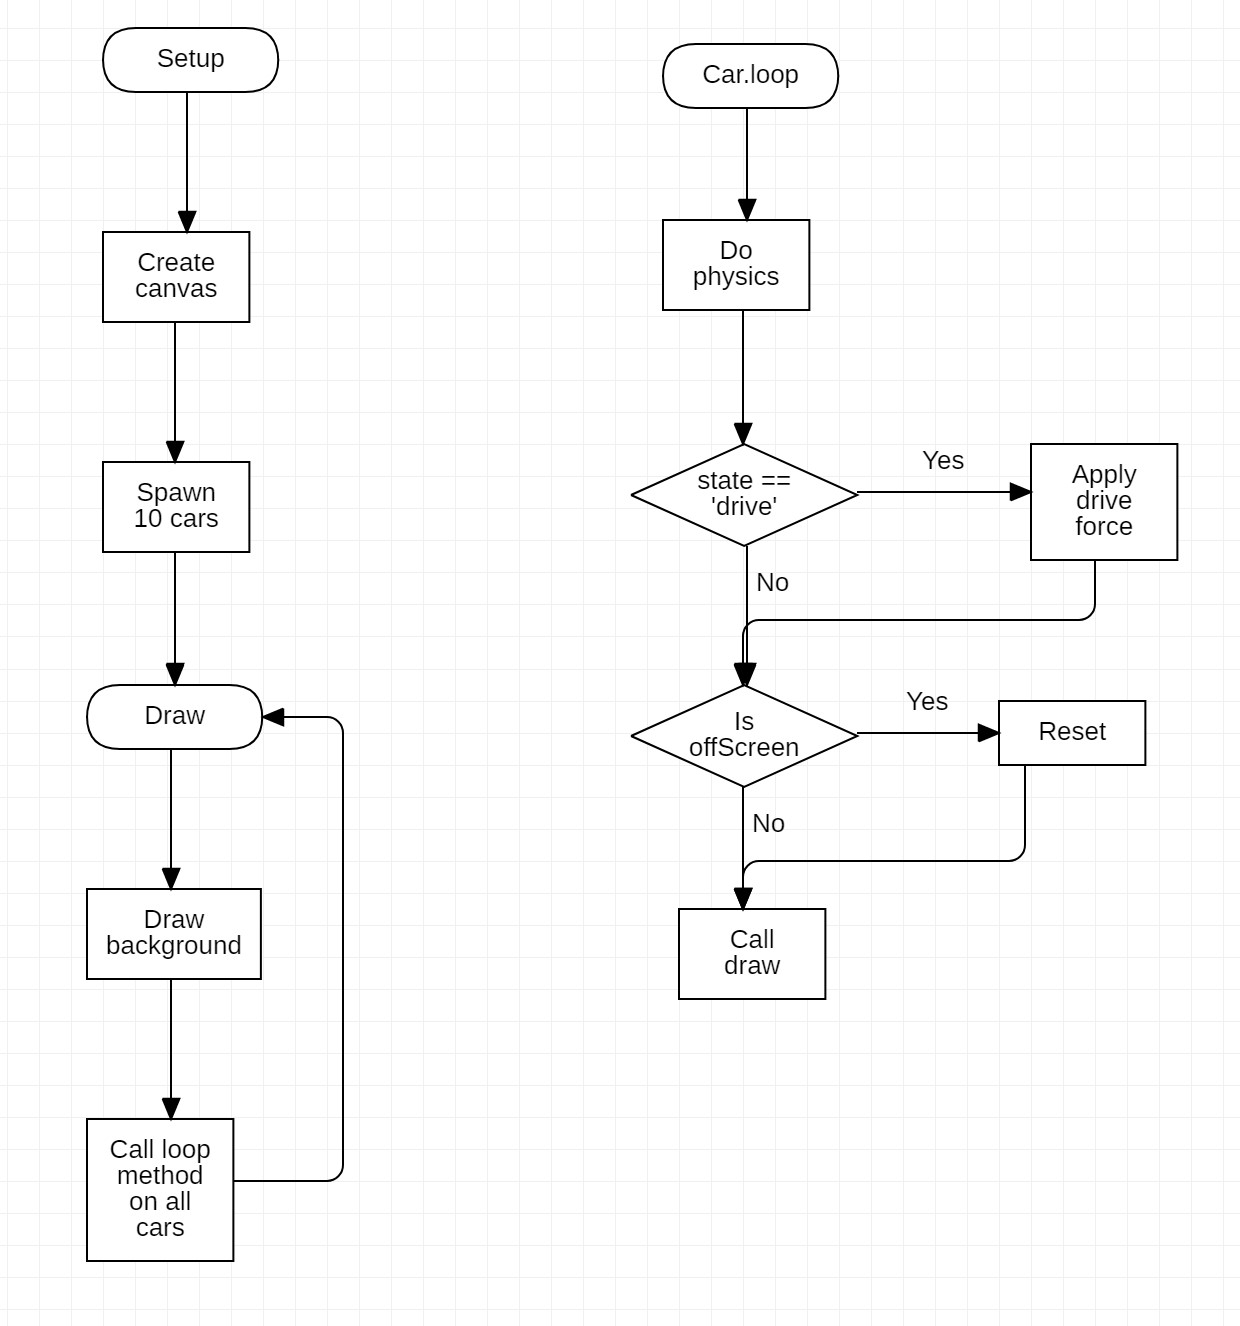 Setup
Create
canvas
Spawn
10 cars
Draw
Draw
background
Call loop
method
on all
cars
Car.loop
Do
physics
state ==
'drive'
Yes
Apply
drive
force
No
Is
offScreen
Yes
Reset
No
Call
draw